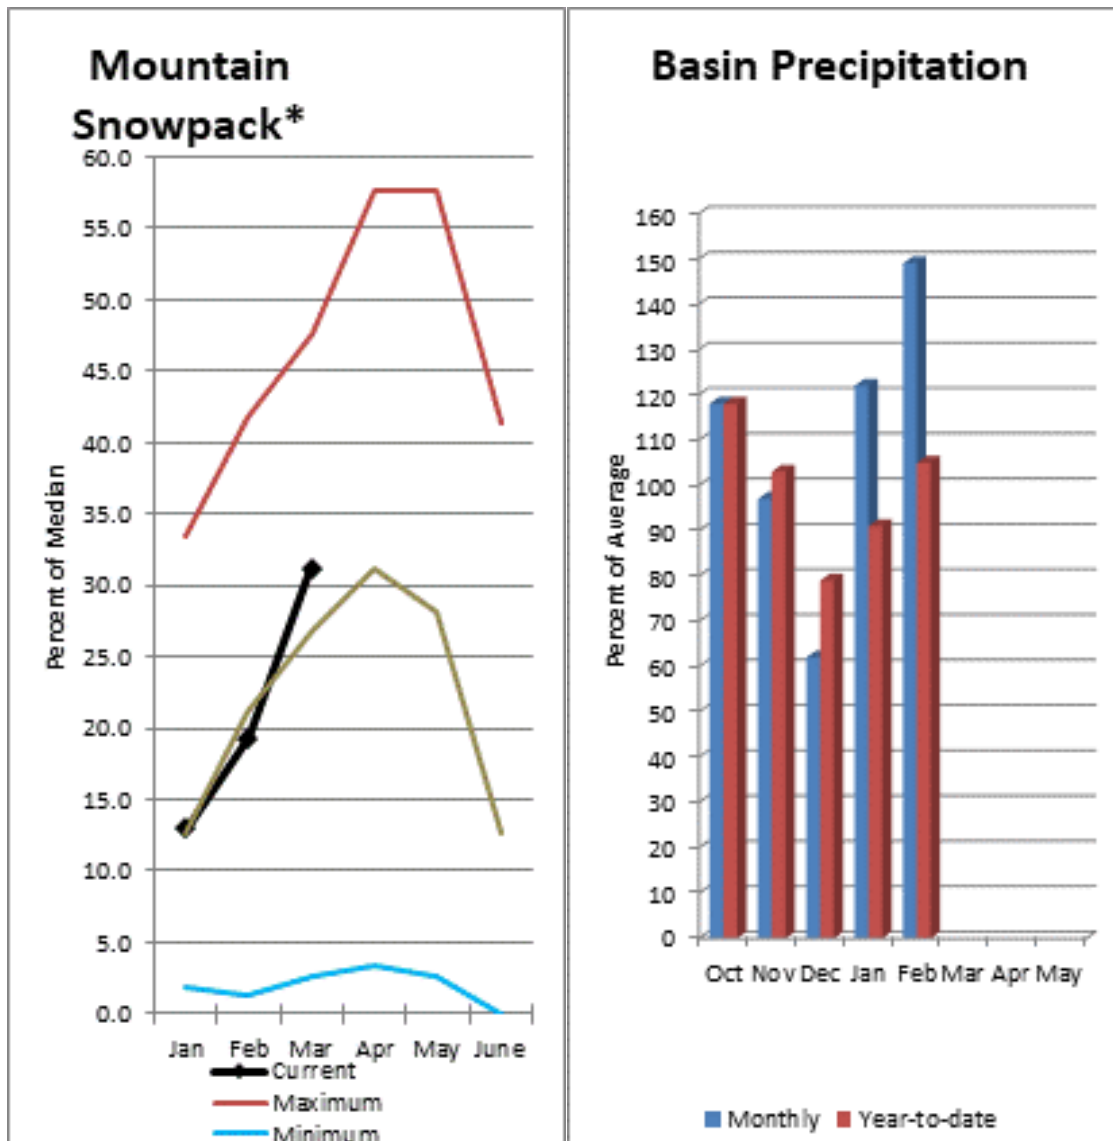 Mountain
Snowpack*
60.0
55.0
50.0
45.0
40.0
35.0
30.0
25.0
20.0
15.0
10.0
5.0
0.0
Percent of Median
Jan Feb Mar Apr May June
Current
Maximum
Minimum
Basin Precipitation
160
150
140
130
120
110
100
90
80
70
60
50
40
30
20
10
0
Percent of Average
Oct Nov Dec Jan Feb Mar Apr May
Monthly Year-to-date